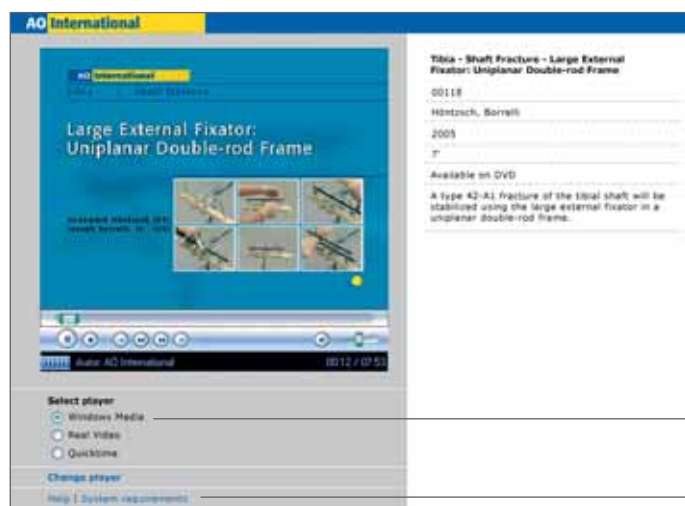 AO International
AO International
Tibia Shaft Fracture
Large External Fixator:
Uniplanar Double-rod Frame
Autor: AO International
00:12 / 07:53
Tibia - Shaft Fracture - Large External
Fixator: Uniplanar Double-rod Frame
00118
Höntzsch, Borrelli
2005
7'
Available on DVD
A type 42-A1 fracture of the tibial shaft will be
stabilized using the large external fixator in a
uniplanar double-rod frame.
Select player
Windows Media
Real Video
Quicktime
Change player
Help | System requirements